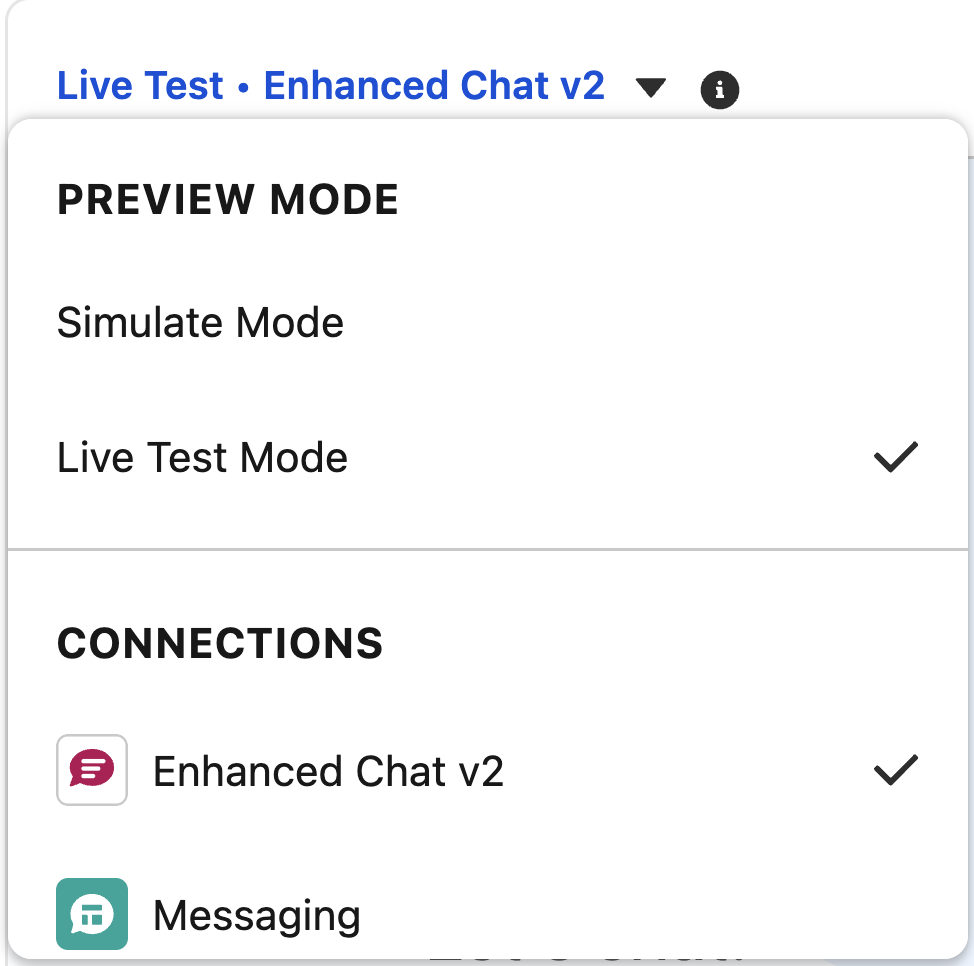 Live Test • Enhanced Chat v2
PREVIEW MODE
Simulate Mode
Live Test Mode
CONNECTIONS
Enhanced Chat v2
Messaging